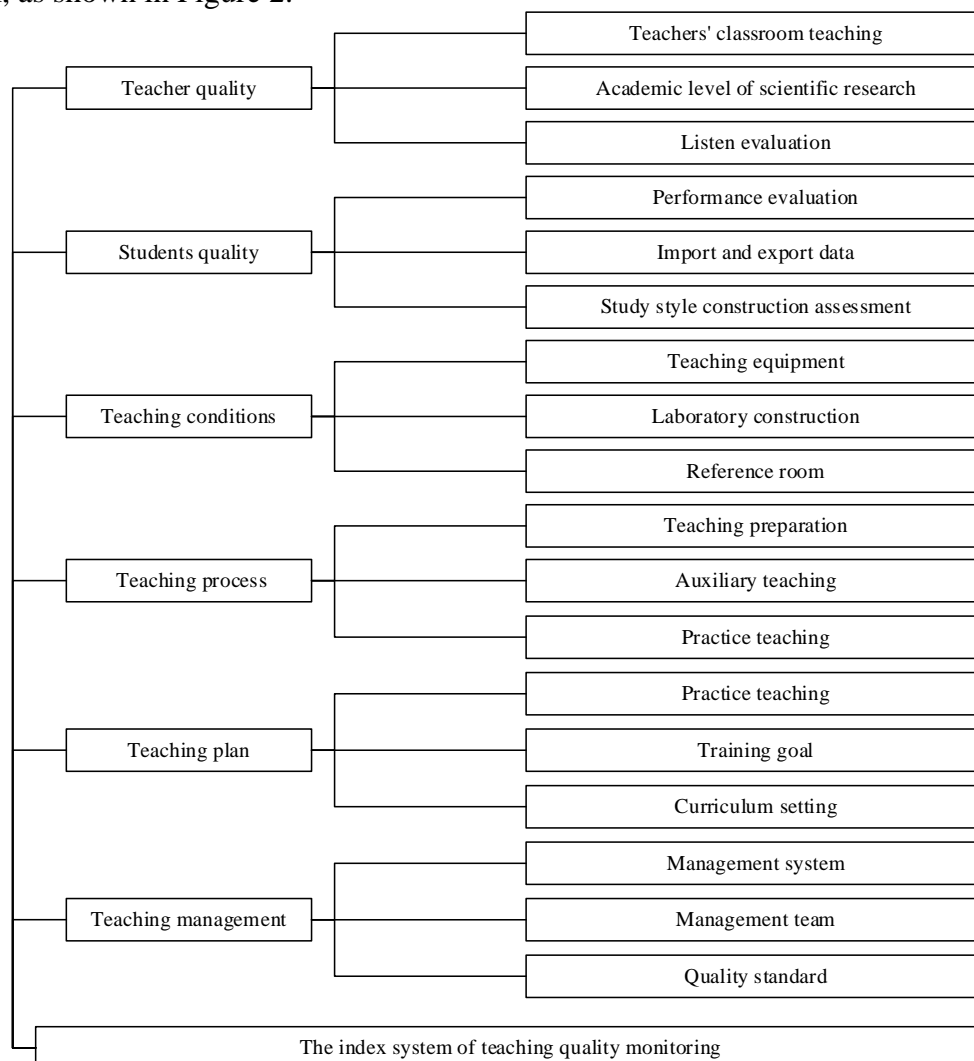 , as shown in Figure 2.
Teachers' classroom teaching
Teacher quality
Academic level of scientific research
Listen evaluation
Performance evaluation
Students quality
Import and export data
Study style construction assessment
Teaching equipment
Teaching conditions
Laboratory construction
Reference room
Teaching preparation
Teaching process
Auxiliary teaching
Practice teaching
Practice teaching
Teaching plan
Training goal
Curriculum setting
Management system
Teaching management
Management team
Quality standard
The index system of teaching quality monitoring